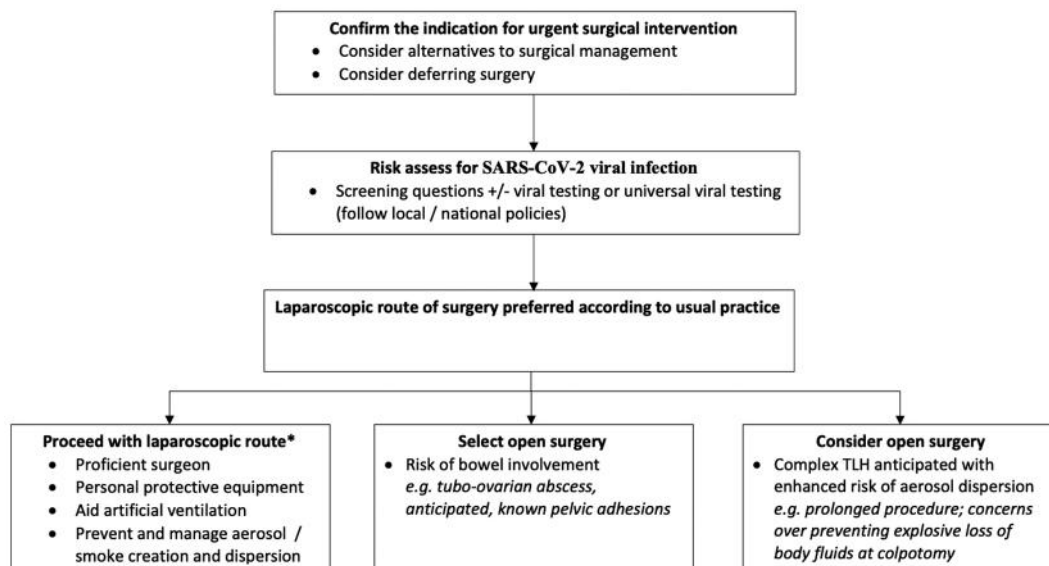 Confirm the indication for urgent surgical intervention
• Consider alternatives to surgical management
• Consider deferring surgery
Risk assess for SARS-CoV-2 viral infection
• Screening questions +/- viral testing or universal viral testing
(follow local / national policies)
Laparoscopic route of surgery preferred according to usual practice
Proceed with laparoscopic route*
• Proficient surgeon
• Personal protective equipment
• Aid artificial ventilation
• Prevent and manage aerosol /
smoke creation and dispersion
Select open surgery
• Risk of bowel involvement
e.g. tubo-ovarian abscess,
anticipated, known pelvic adhesions
Consider open surgery
• Complex TLH anticipated with
enhanced risk of aerosol dispersion
e.g. prolonged procedure; concerns
over preventing explosive loss of
body fluids at colpotomy